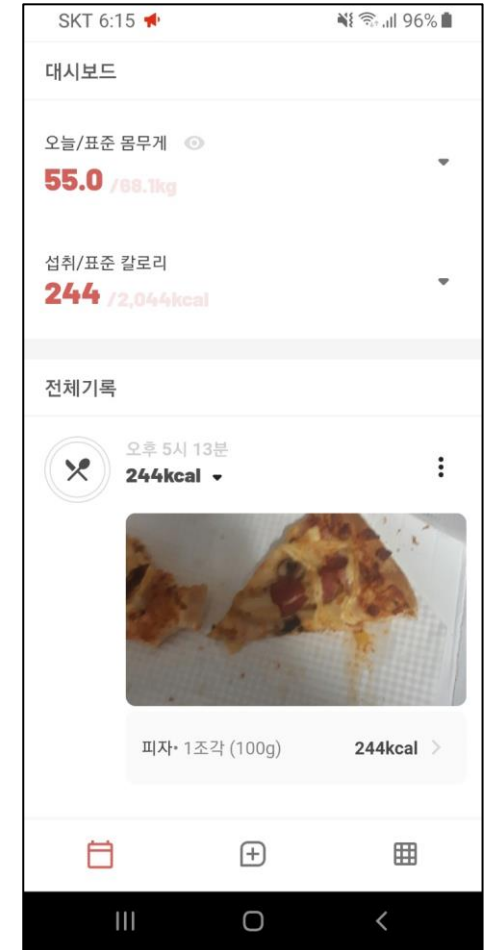 SKT 6:15 96%
대시보드
오늘/표준 몸무게
55.0 /68.1kg
섭취/표준 칼로리
244 /2,044kcal
전체기록
오후 5시 13분
244kcal
피자• 1조각 (100g) 244kcal